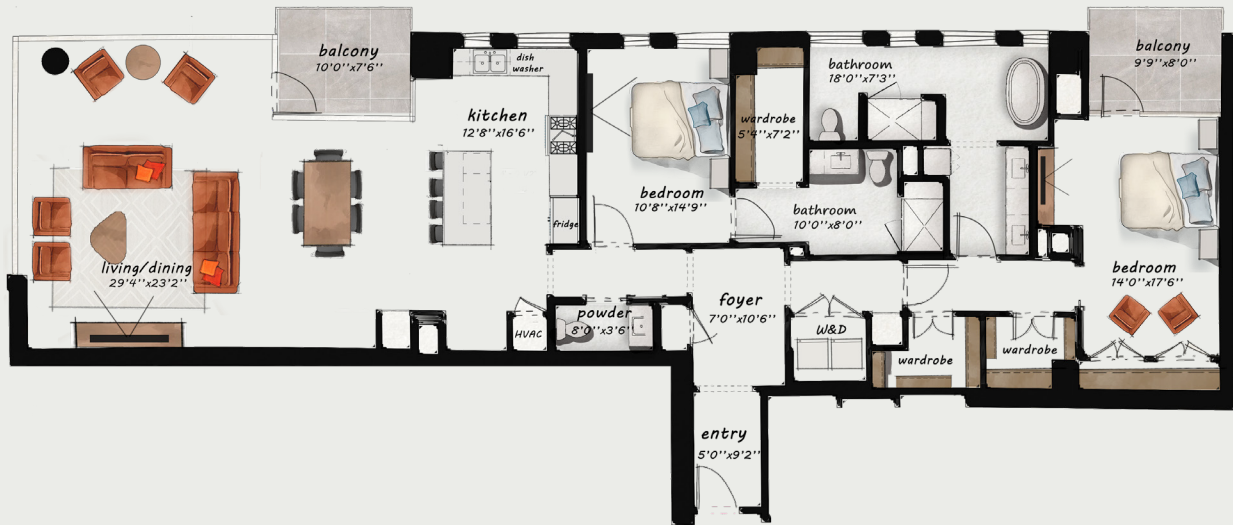 balcony
10'0''x7'6''
dish
washer
kitchen
12'8''x16'6''
bathroom
18'0''x7'3''
balcony
9'9''x8'0''
wardrobe
5'4''x7'2''
bedroom
10'8''x14'9''
bathroom
10'0''x8'0''
fridge
living/dining
29'4''x23'2''
bedroom
14'0''x17'6''
foyer
7'0''x10'6''
powder
8'0''x3'6''
HVAC
W&D
wardrobe
wardrobe
entry
5'0''x9'2''